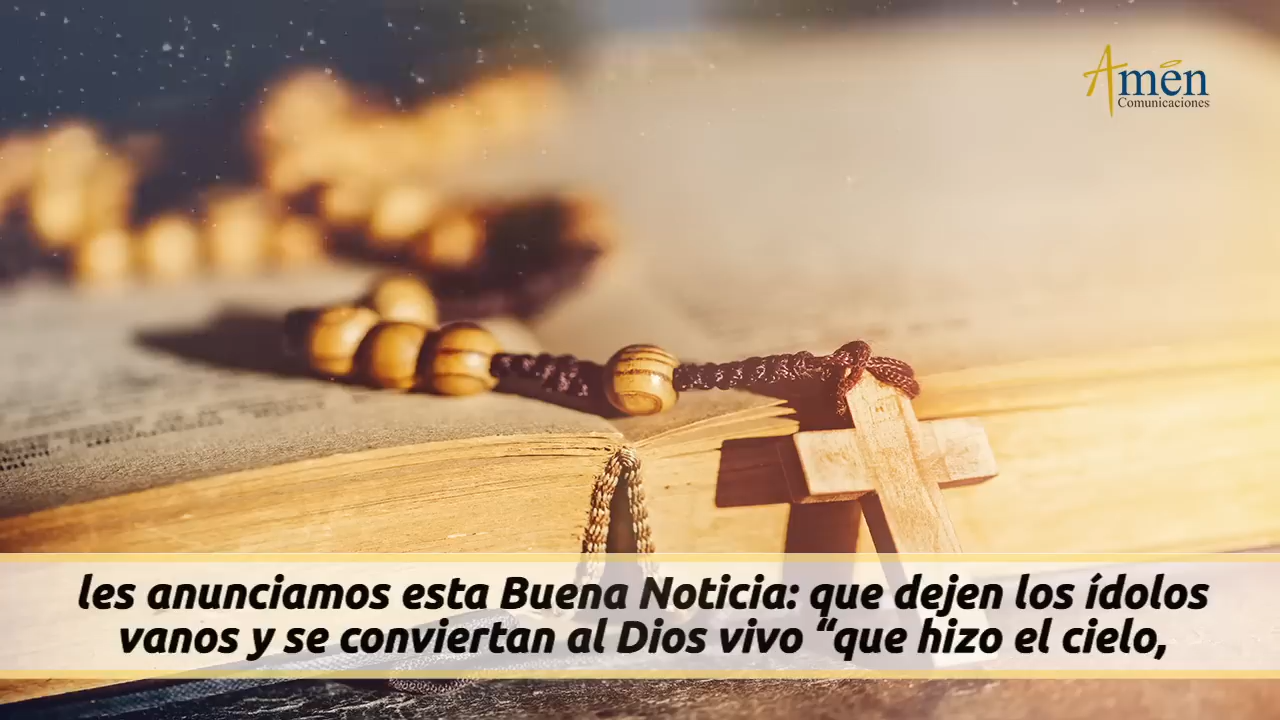 Amén
Comunicaciones
les anunciamos esta Buena Noticia: que dejen los ídolos
vanos y se conviertan al Dios vivo “que hizo el cielo,